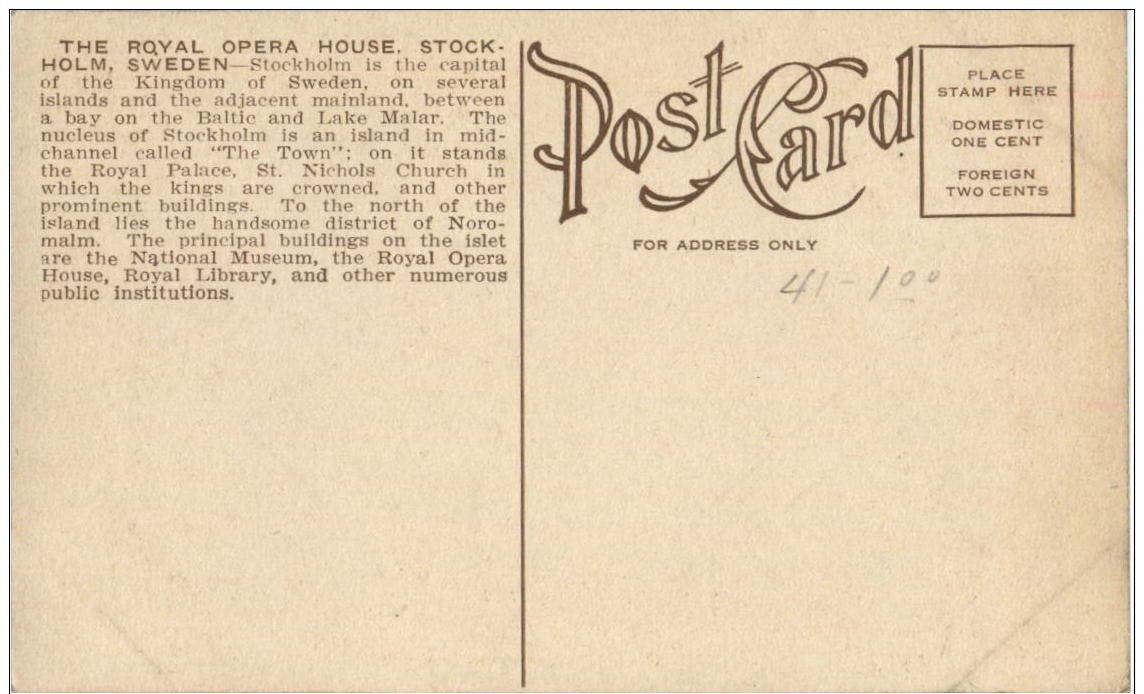 THE ROYAL OPERA HOUSE, STOCK-
HOLM, SWEDEN—Stockholm is the capital
of the Kingdom of Sweden, on several
islands and the adjacent mainland, between
a bay on the Baltic and Lake Malar. The
nucleus of Stockholm is an island in mid-
channel called "The Town"; on it stands
the Royal Palace, St. Nichols Church in
which the kings are crowned, and other
prominent buildings. To the north of the
island lies the handsome district of Noro-
malm. The principal buildings on the islet
are the National Museum, the Royal Opera
House, Royal Library, and other numerous
public institutions.
Post Card
FOR ADDRESS ONLY
PLACE
STAMP HERE
DOMESTIC
ONE CENT
FOREIGN
TWO CENTS
41-100